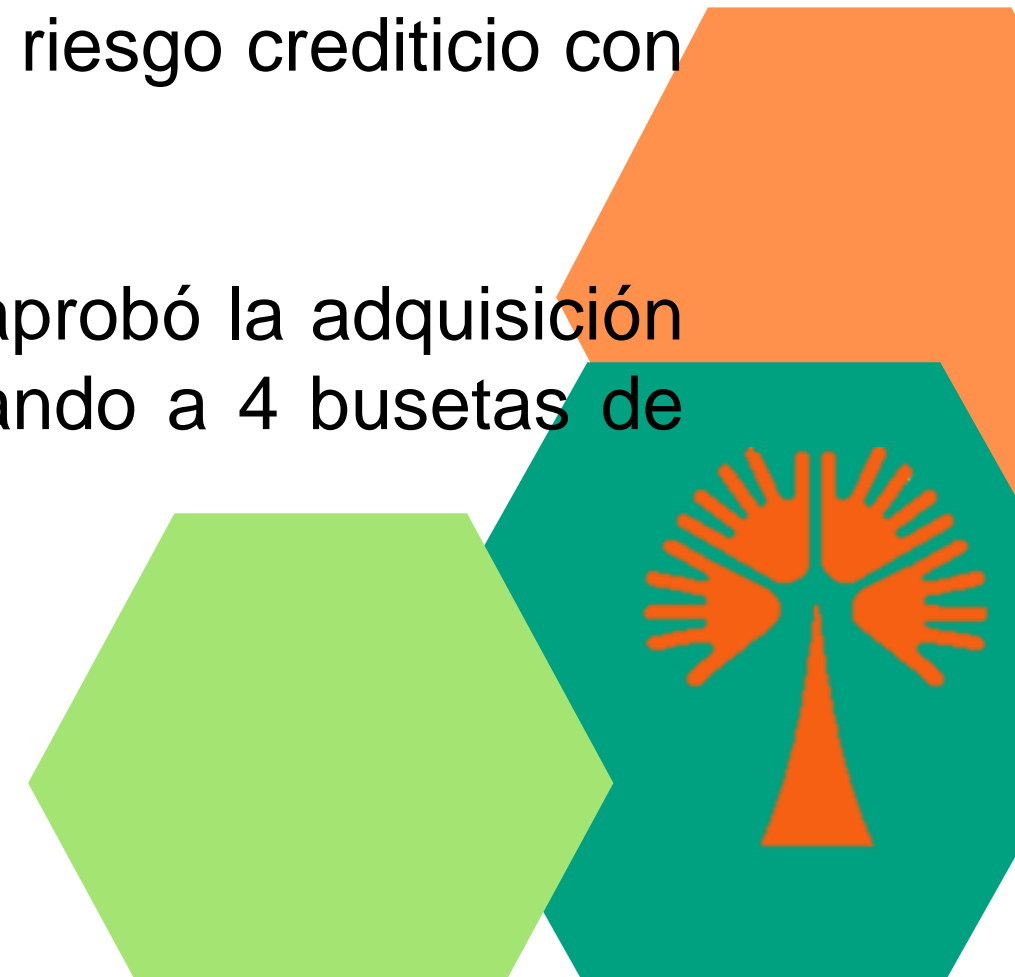 riesgo crediticio con
aprobó la adquisición
ando a 4 busetas de